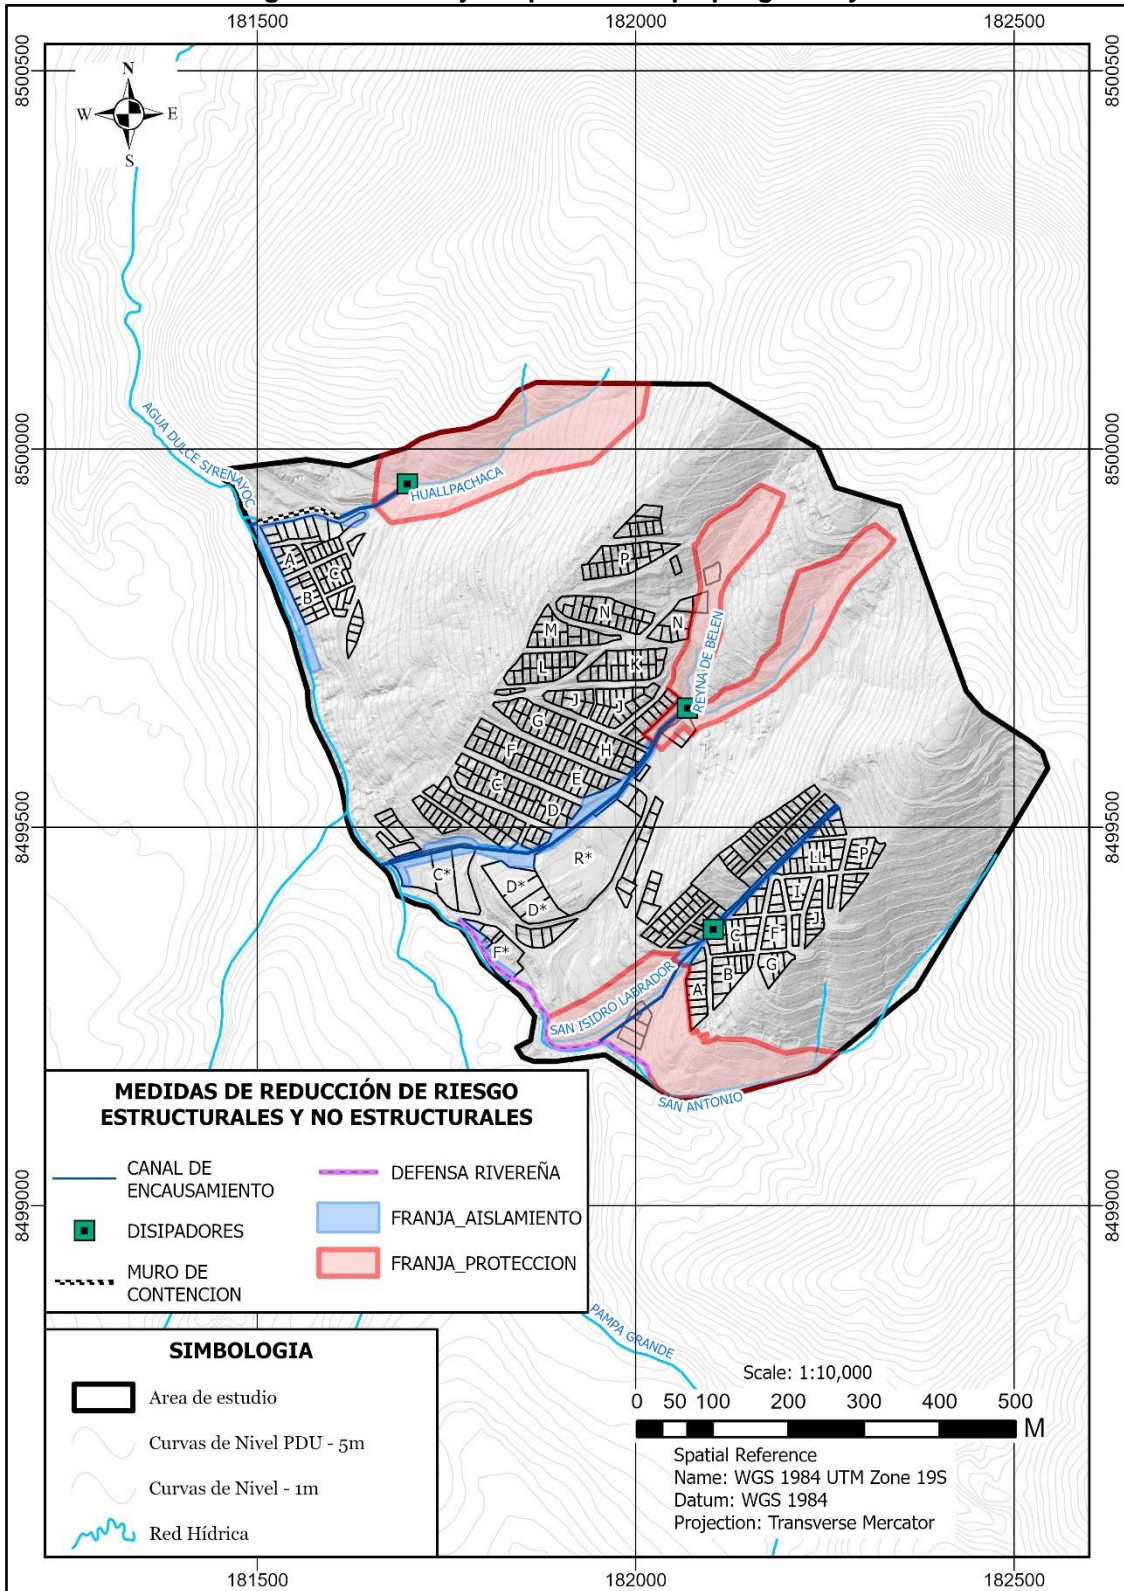 181500
182000
182500
8500500
8500500
N
W
E
S
AGUA DULCE SIRENAYOC
8500000
8500000
HUALLPACHACA
A
C
B
P
N
N
M
L
K
REYNA DE BELEN
J
J
G
H
F
E
C
D
8499500
8499500
R*
C*
D*
D*
F*
LL
P
I
J
C
F
G
B
A
SAN ISIDRO LABRADOR
SAN ANTONIO
MEDIDAS DE REDUCCIÓN DE RIESGO
ESTRUCTURALES Y NO ESTRUCTURALES
CANAL DE
ENCAUSAMIENTO
DISIPADORES
MURO DE
CONTENCION
DEFENSA RIVEREÑA
FRANJA_AISLAMIENTO
FRANJA_PROTECCION
8499000
8499000
PAMPA GRANDE
SIMBOLOGIA
Area de estudio
Curvas de Nivel PDU - 5m
Curvas de Nivel - 1m
Red Hídrica
Scale: 1:10,000
0 50 100 200 300 400 500
M
Spatial Reference
Name: WGS 1984 UTM Zone 19S
Datum: WGS 1984
Projection: Transverse Mercator
181500
182000
182500